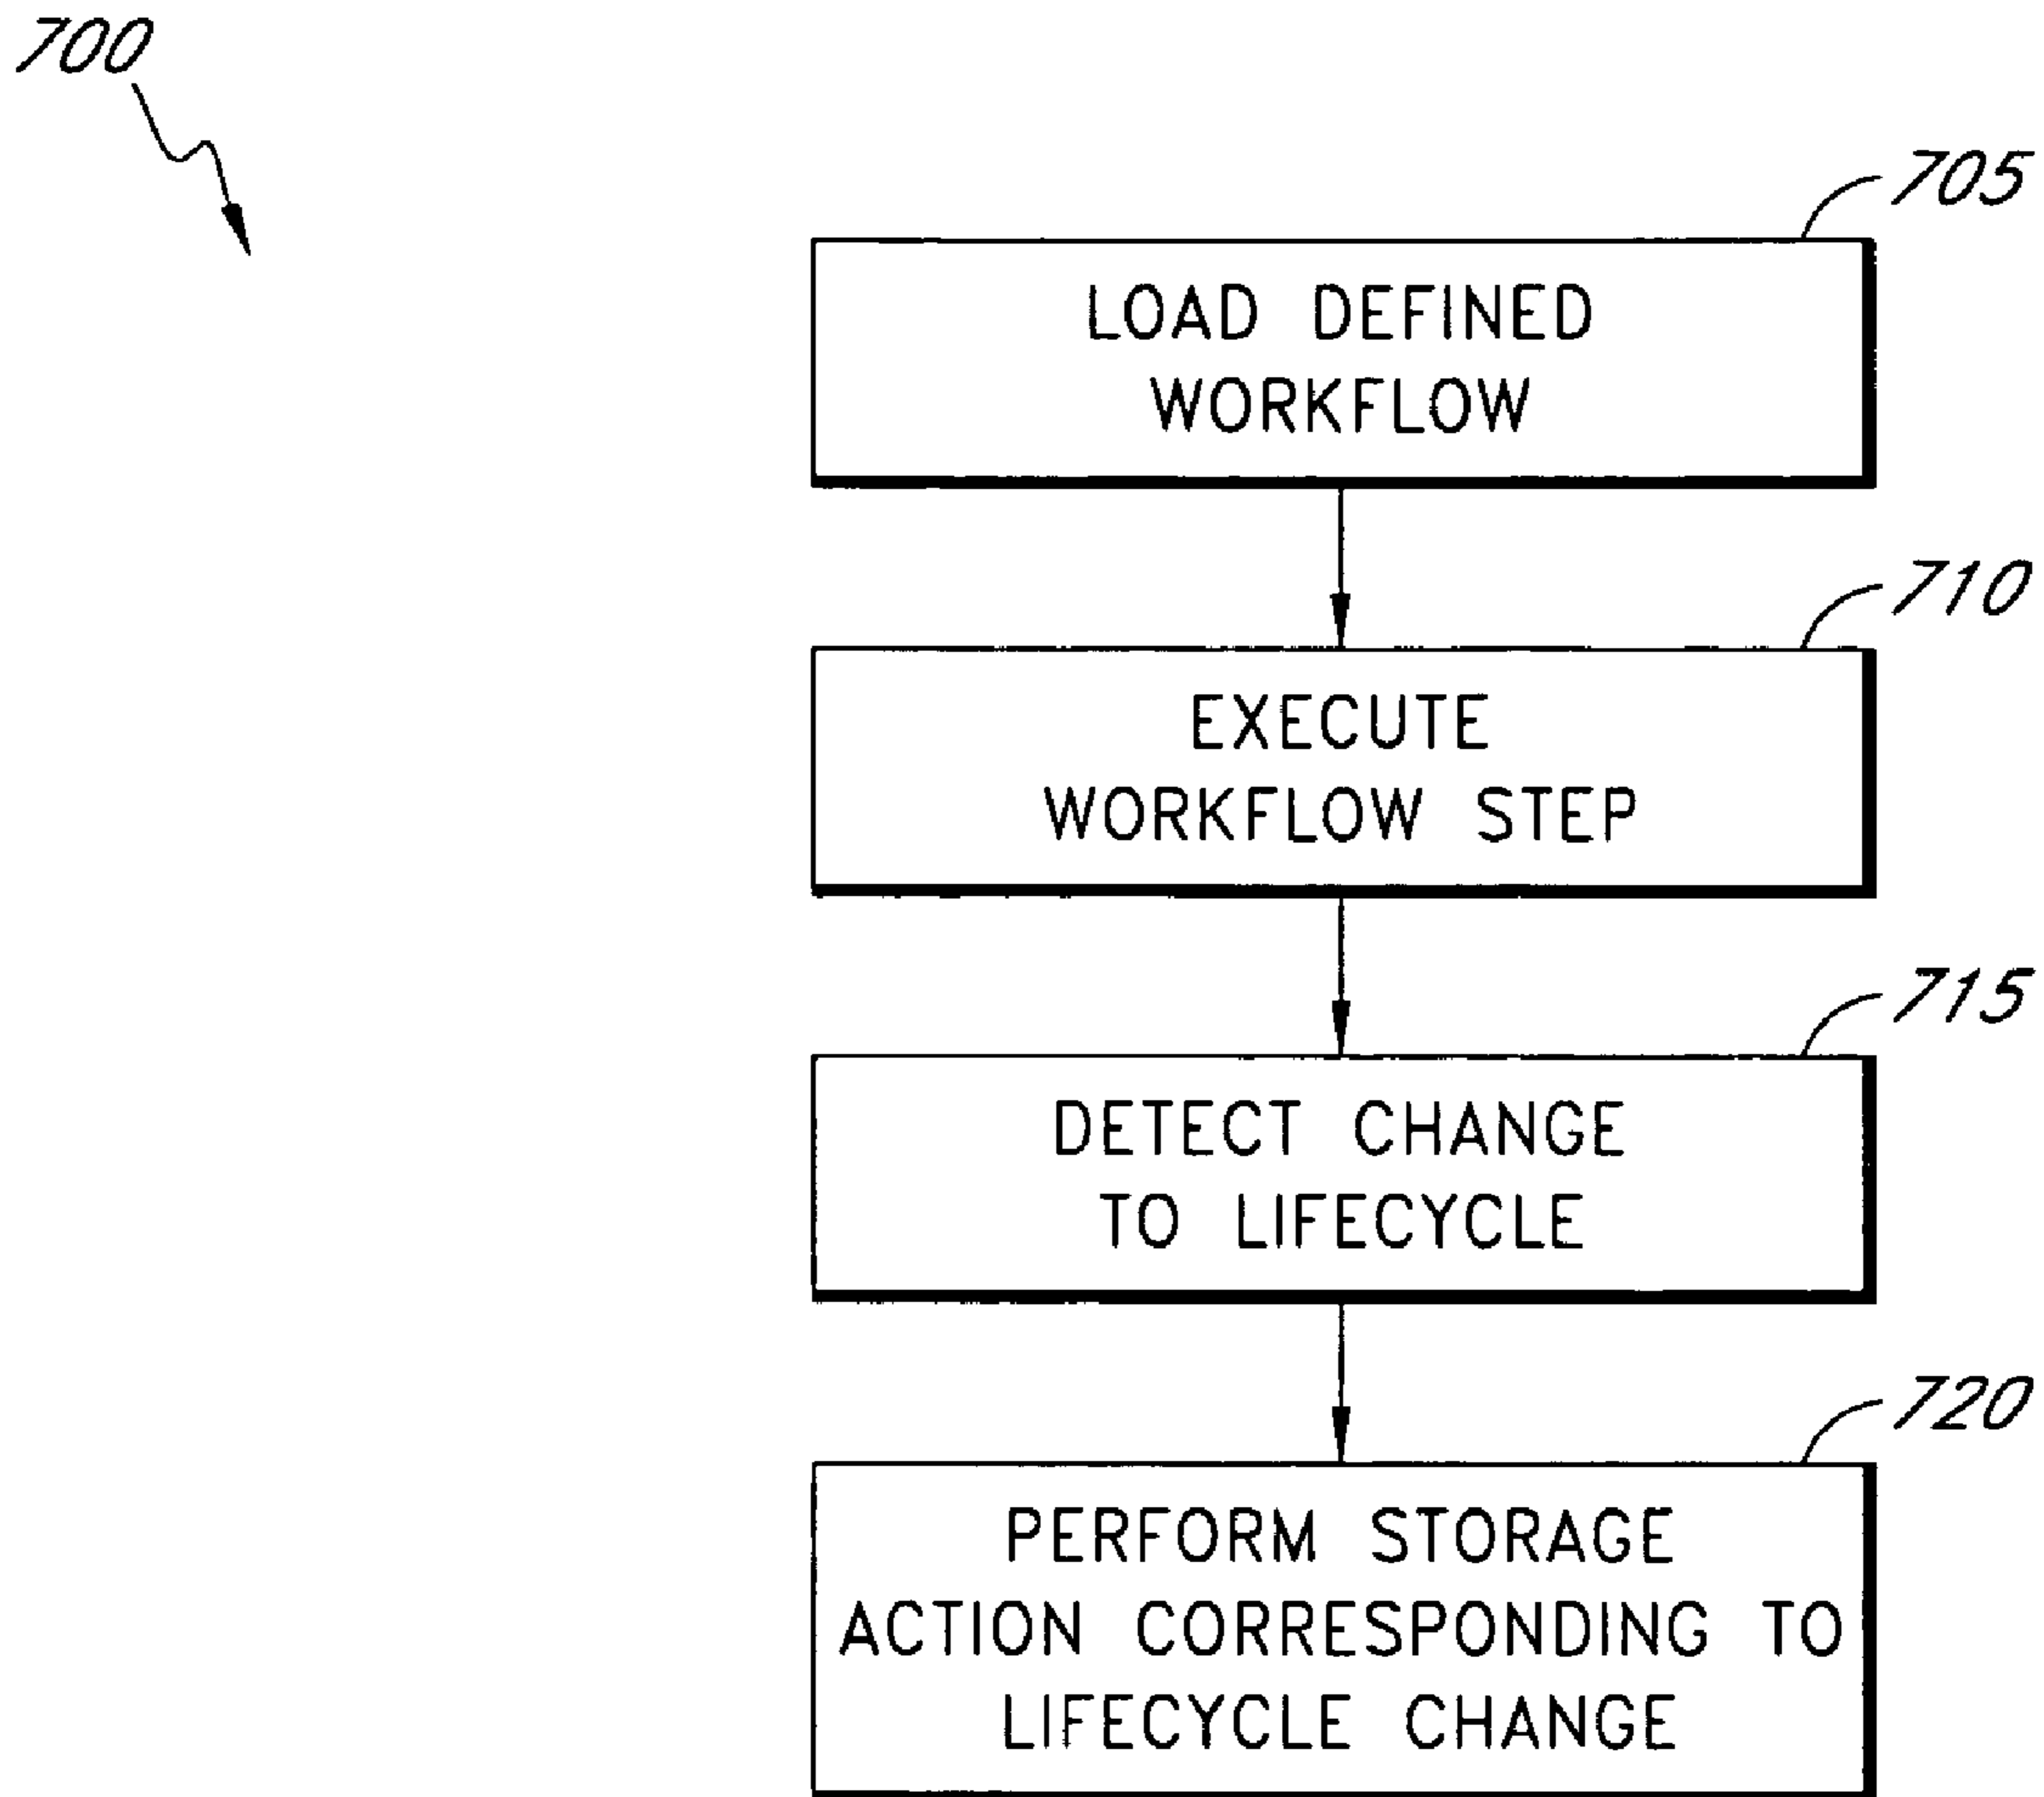 700
705
LOAD DEFINED
WORKFLOW
710
EXECUTE
WORKFLOW STEP
715
DETECT CHANGE
TO LIFECYCLE
720
PERFORM STORAGE
ACTION CORRESPONDING TO
LIFECYCLE CHANGE